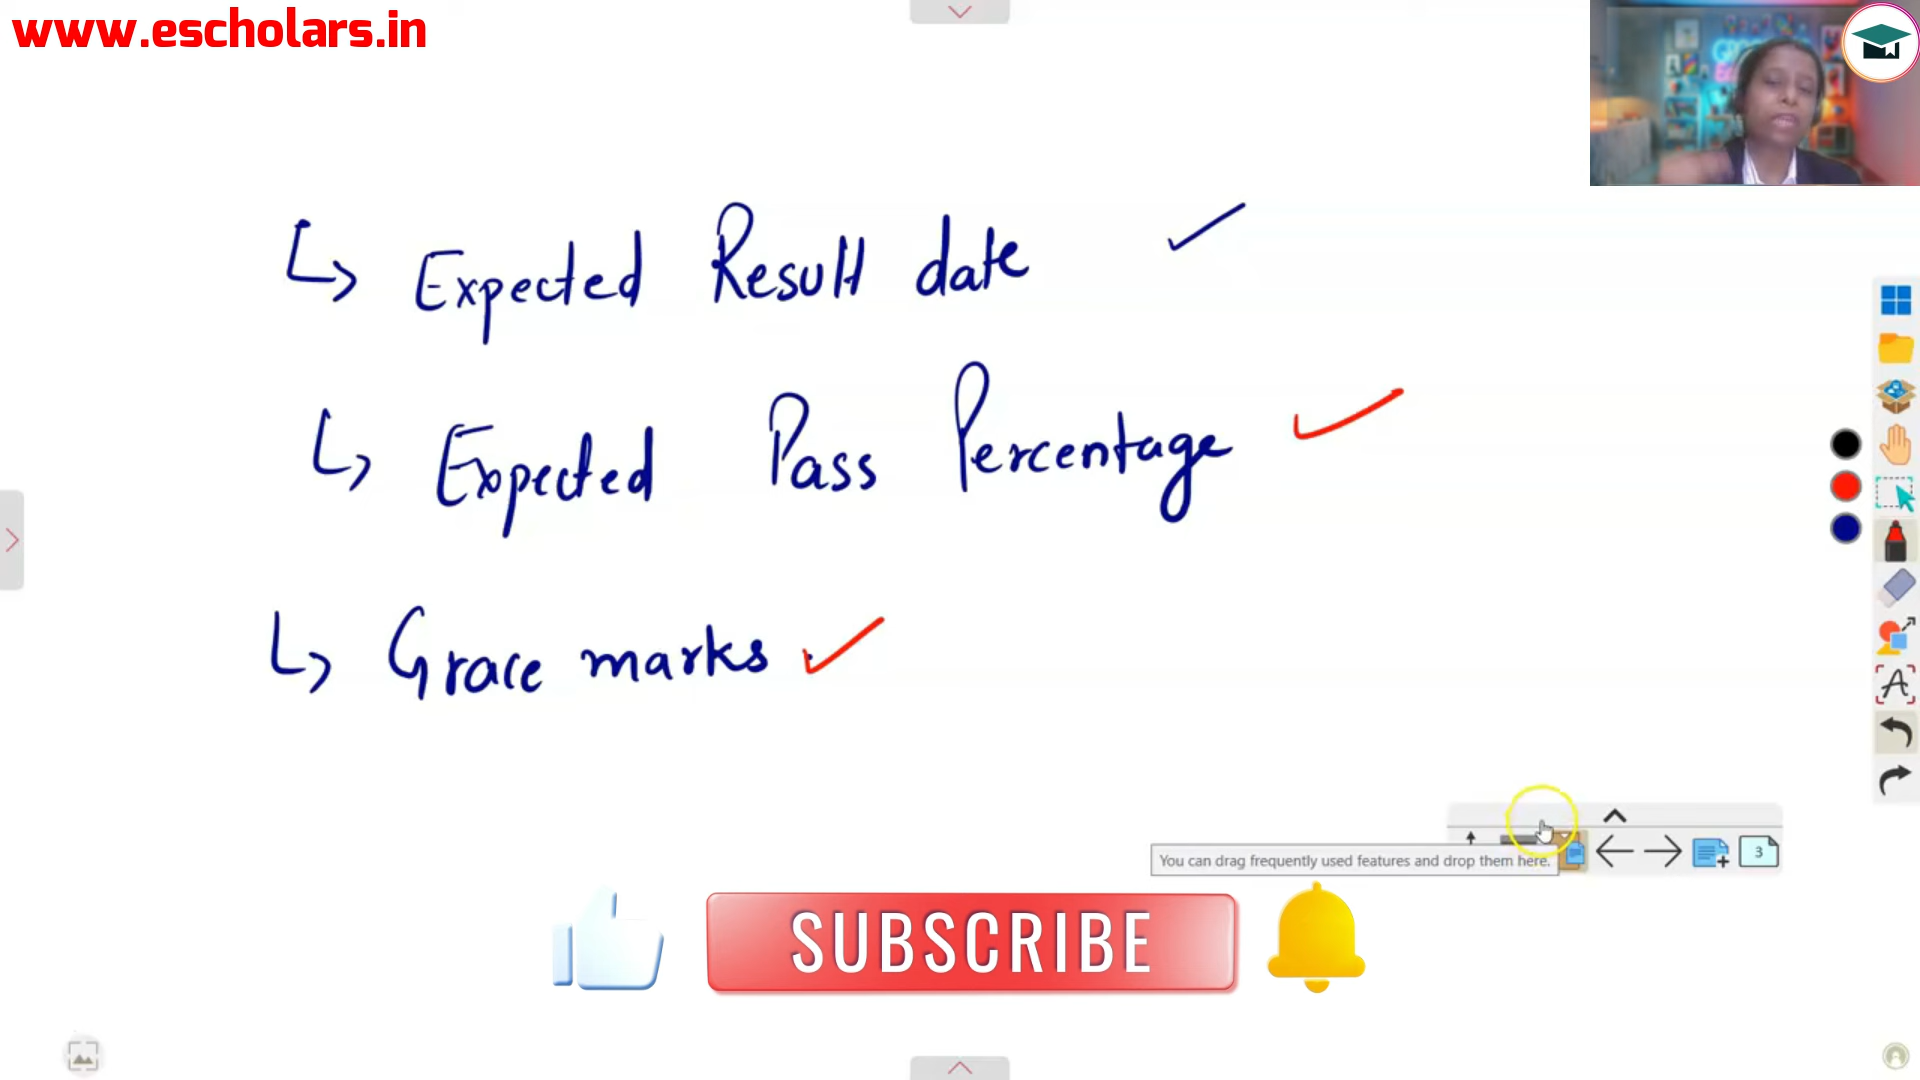 www.escholars.in
Expected Result date
Expected Pass Percentage
Grace marks
You can drag frequently used features and drop them here.
3
SUBSCRIBE